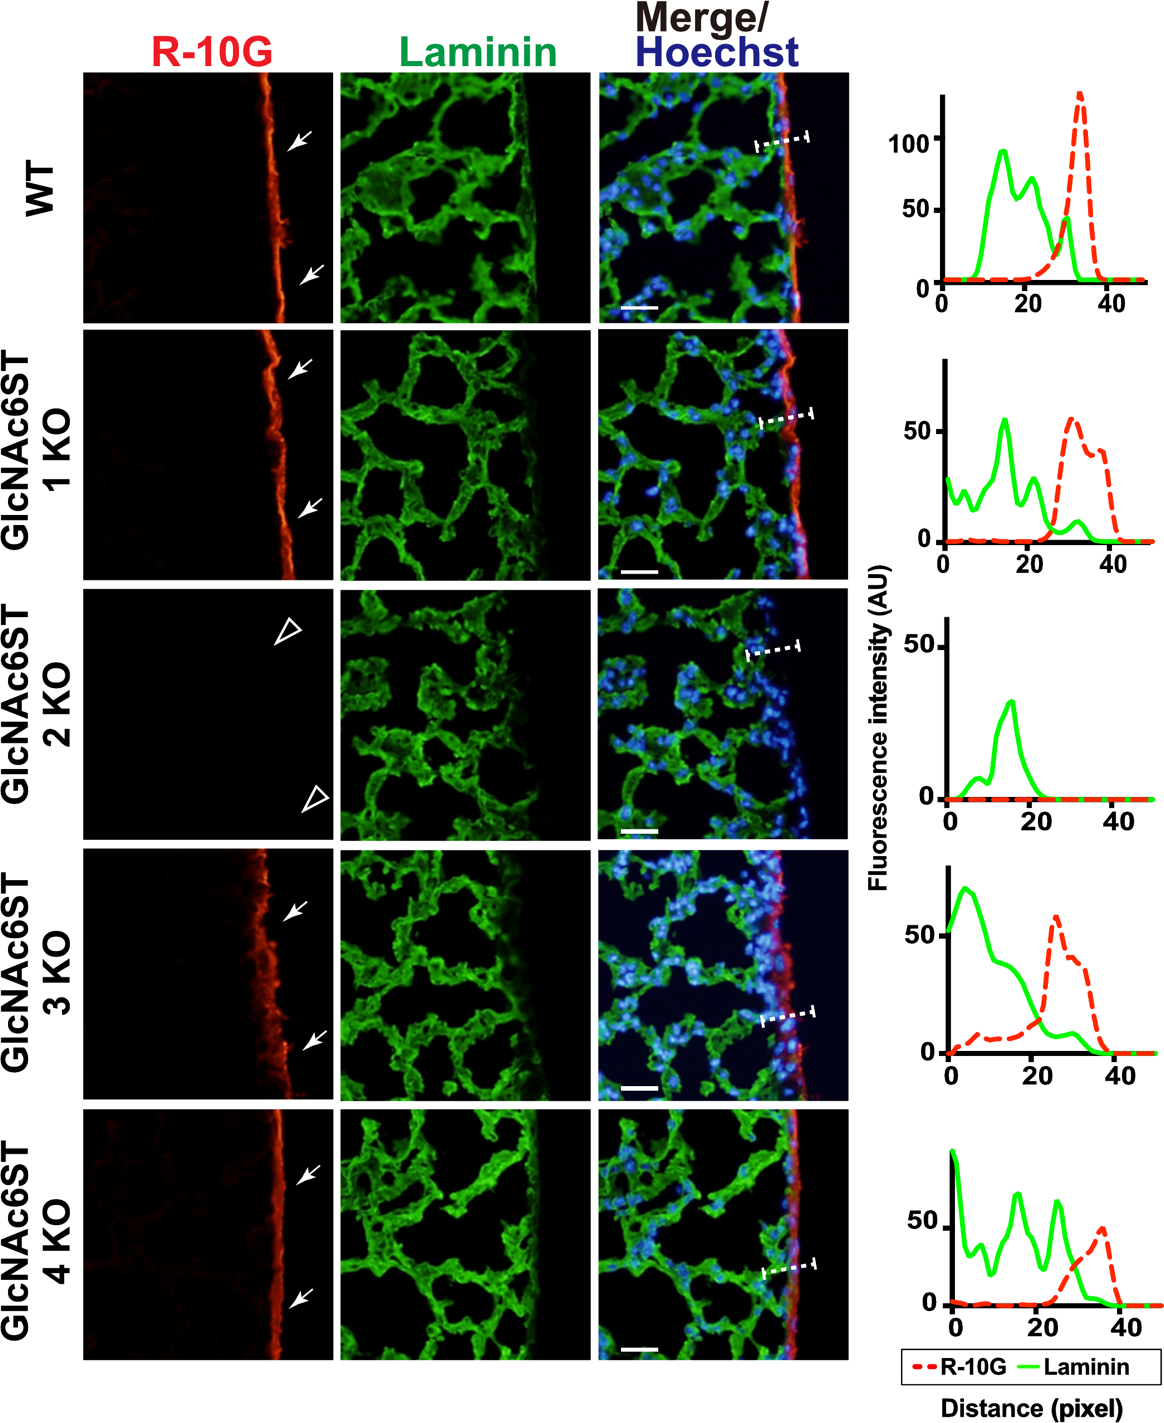 Merge/
R-10G Laminin Hoechst
WT
100
50
0
0 20 40
GlcNAc6ST
1 KO
50
0
0 20 40
GlcNAc6ST
2 KO
50
0
0 20 40
Fluorescence intensity (AU)
GlcNAc6ST
3 KO
50
0
0 20 40
GlcNAc6ST
4 KO
50
0
0 20 40
R-10G Laminin
Distance (pixel)